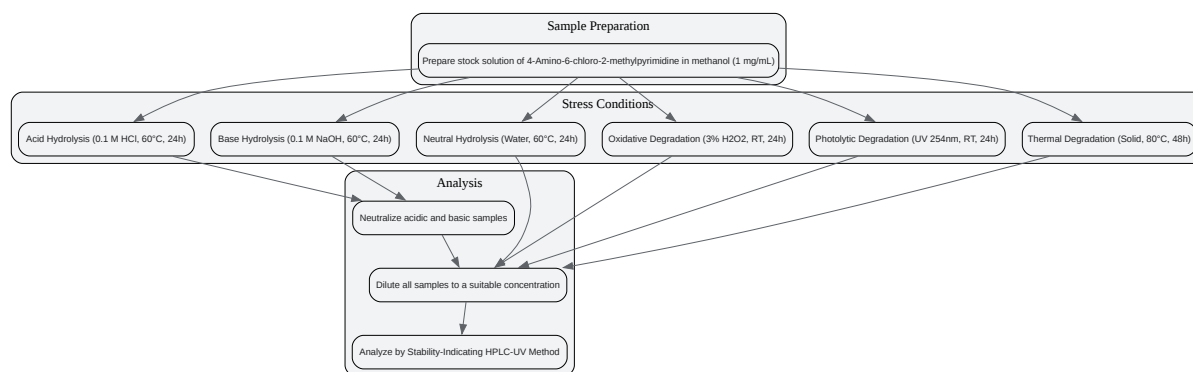 Sample Preparation
Prepare stock solution of 4-Amino-6-chloro-2-methylpyrimidine in methanol (1 mg/mL)
Stress Conditions
Acid Hydrolysis (0.1 M HCl, 60°C, 24h)
Base Hydrolysis (0.1 M NaOH, 60°C, 24h)
Neutral Hydrolysis (Water, 60°C, 24h)
Oxidative Degradation (3% H2O2, RT, 24h)
Photolytic Degradation (UV 254nm, RT, 24h)
Thermal Degradation (Solid, 80°C, 48h)
Analysis
Neutralize acidic and basic samples
Dilute all samples to a suitable concentration
Analyze by Stability-Indicating HPLC-UV Method